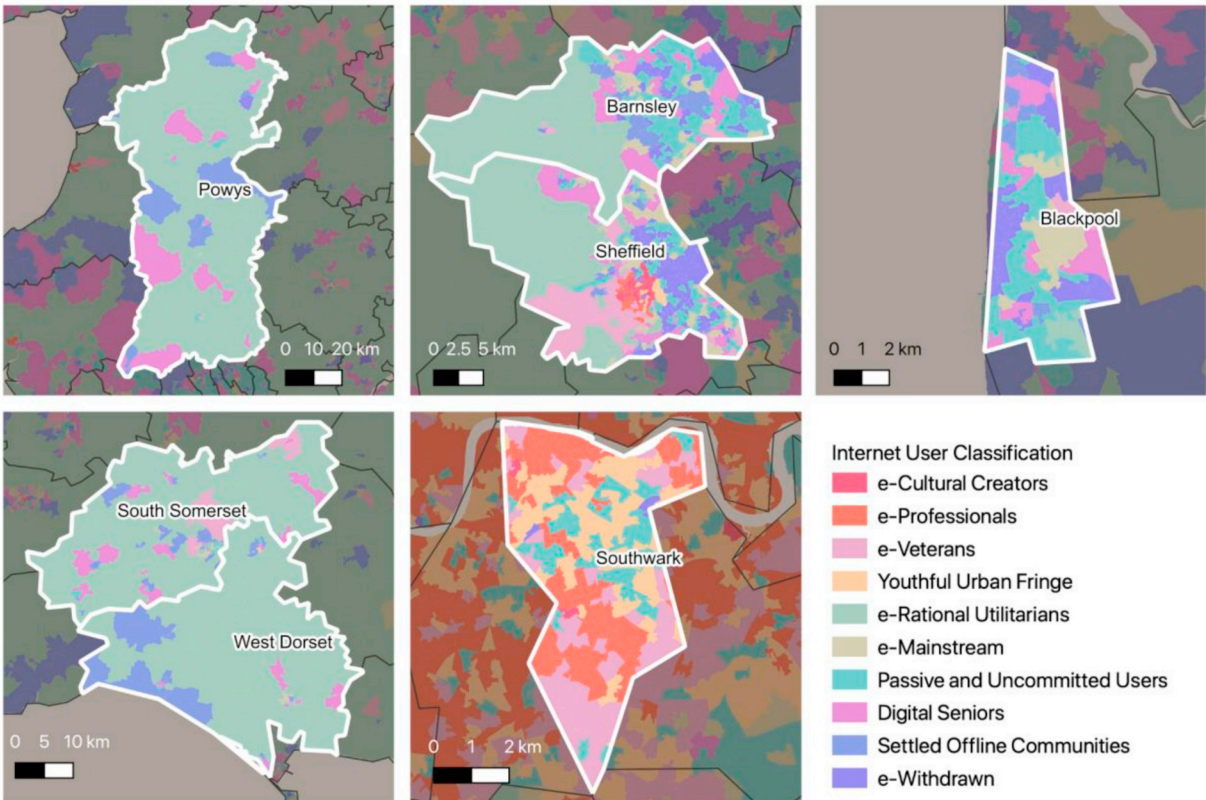 Powys
0 10 20 km
Barnsley
Sheffield
0 2.5 5 km
Blackpool
0 1 2 km
South Somerset
West Dorset
0 5 10 km
Southwark
0 1 2 km
Internet User Classification
e-Cultural Creators
e-Professionals
e-Veterans
Youthful Urban Fringe
e-Rational Utilitarians
e-Mainstream
Passive and Uncommitted Users
Digital Seniors
Settled Offline Communities
e-Withdrawn